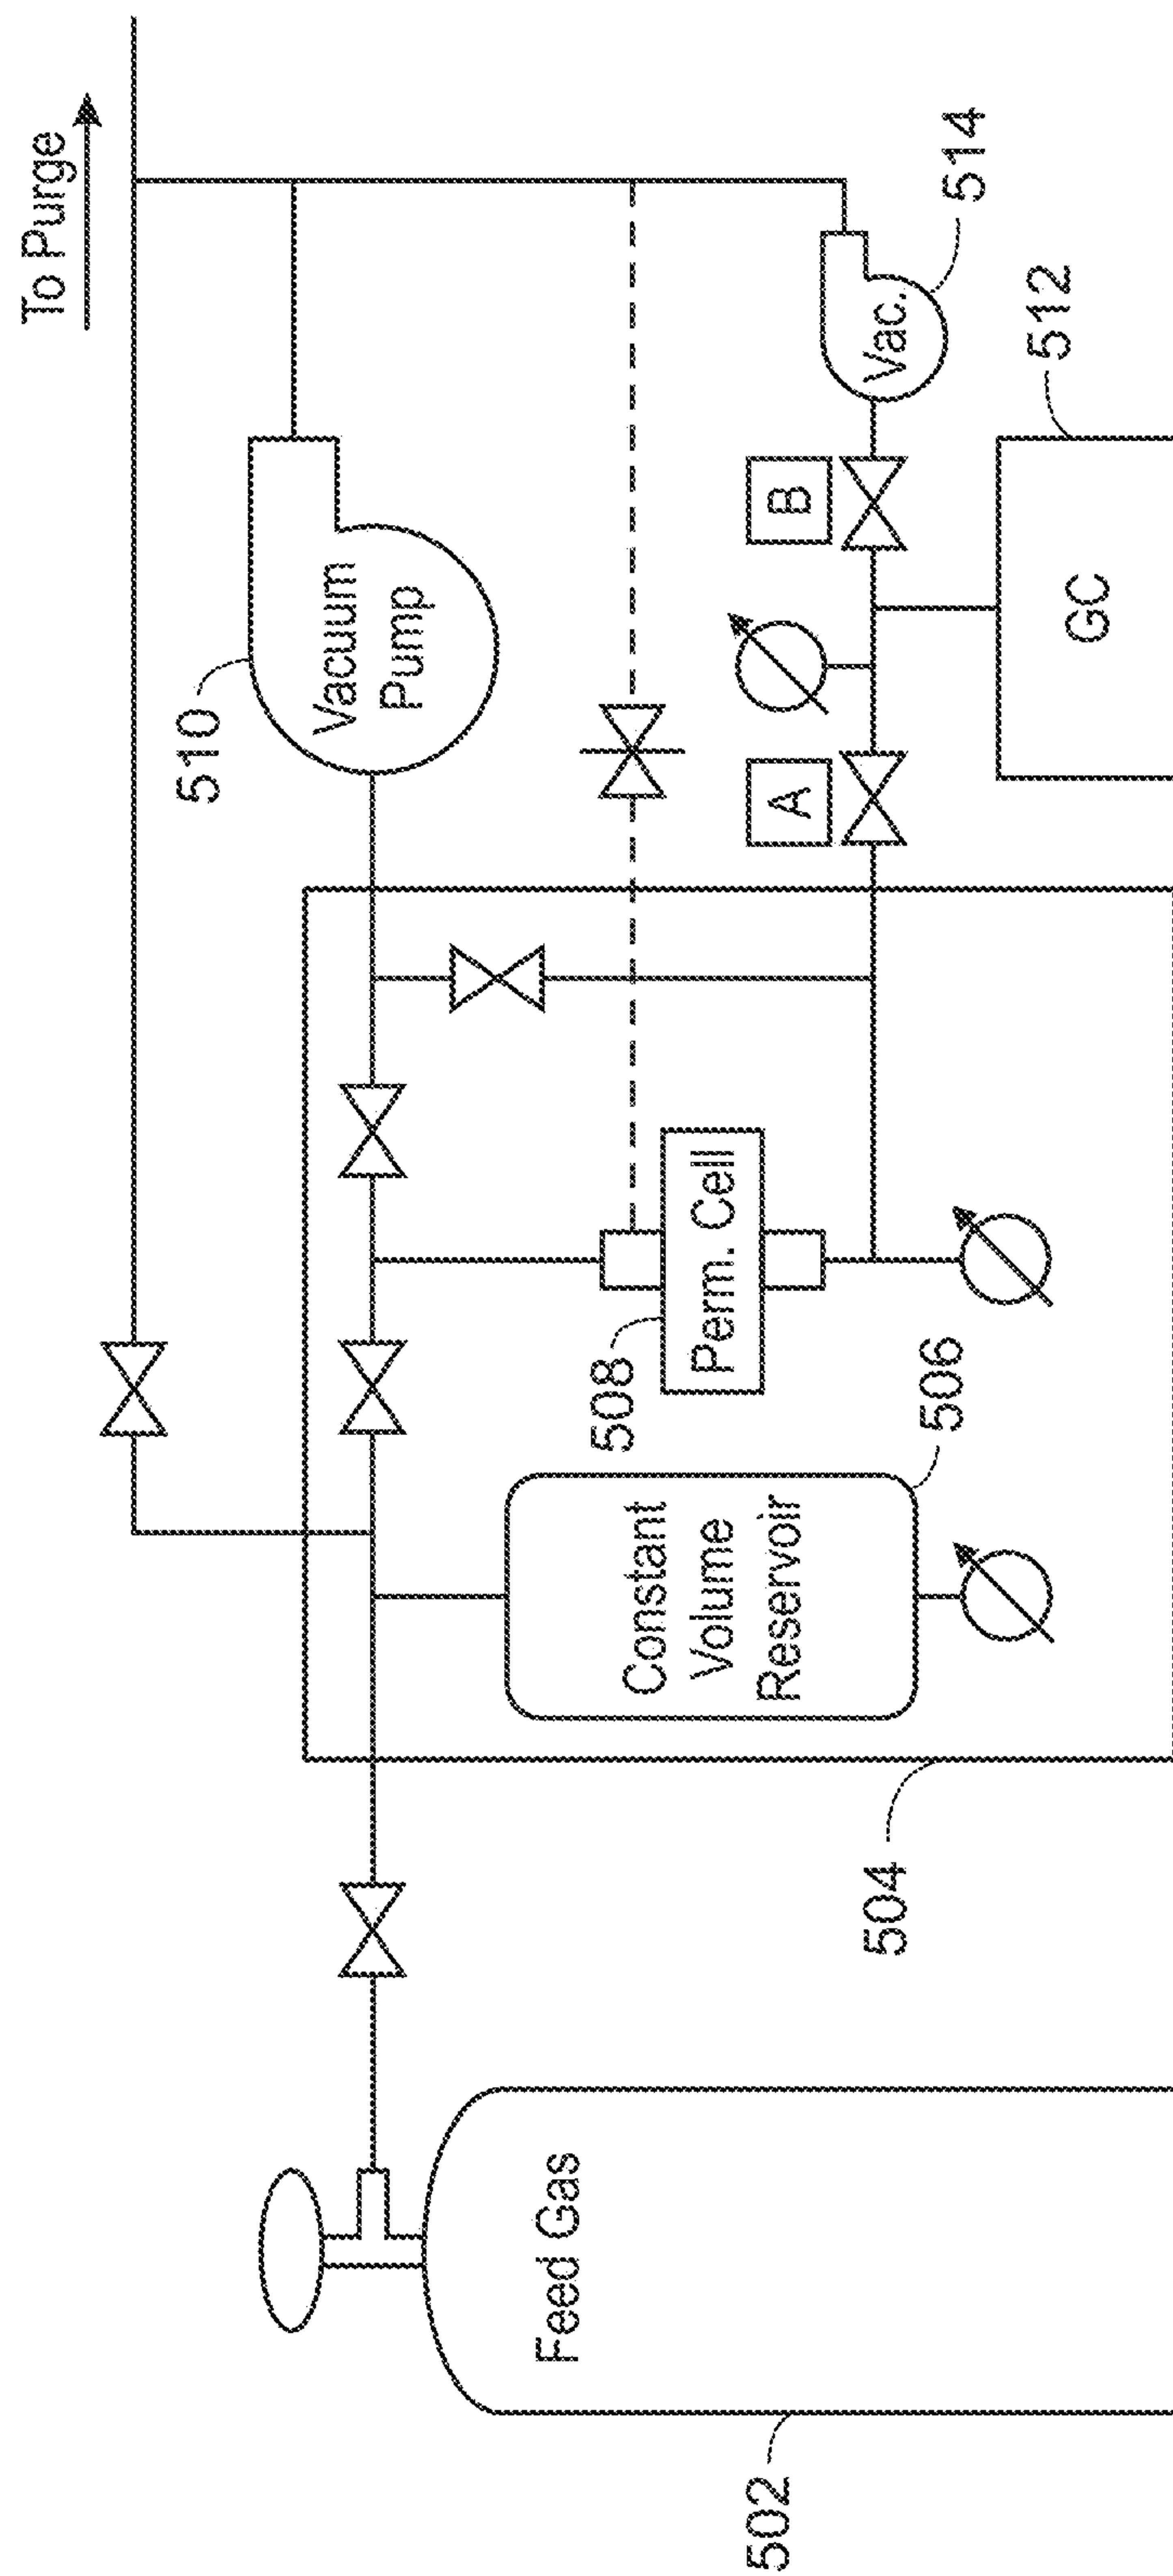 To Purge
510
Vacuum
Pump
B
A
Vac.
514
GC
512
508
Perm. Cell
Constant
Volume
Reservoir
506
504
Feed Gas
502